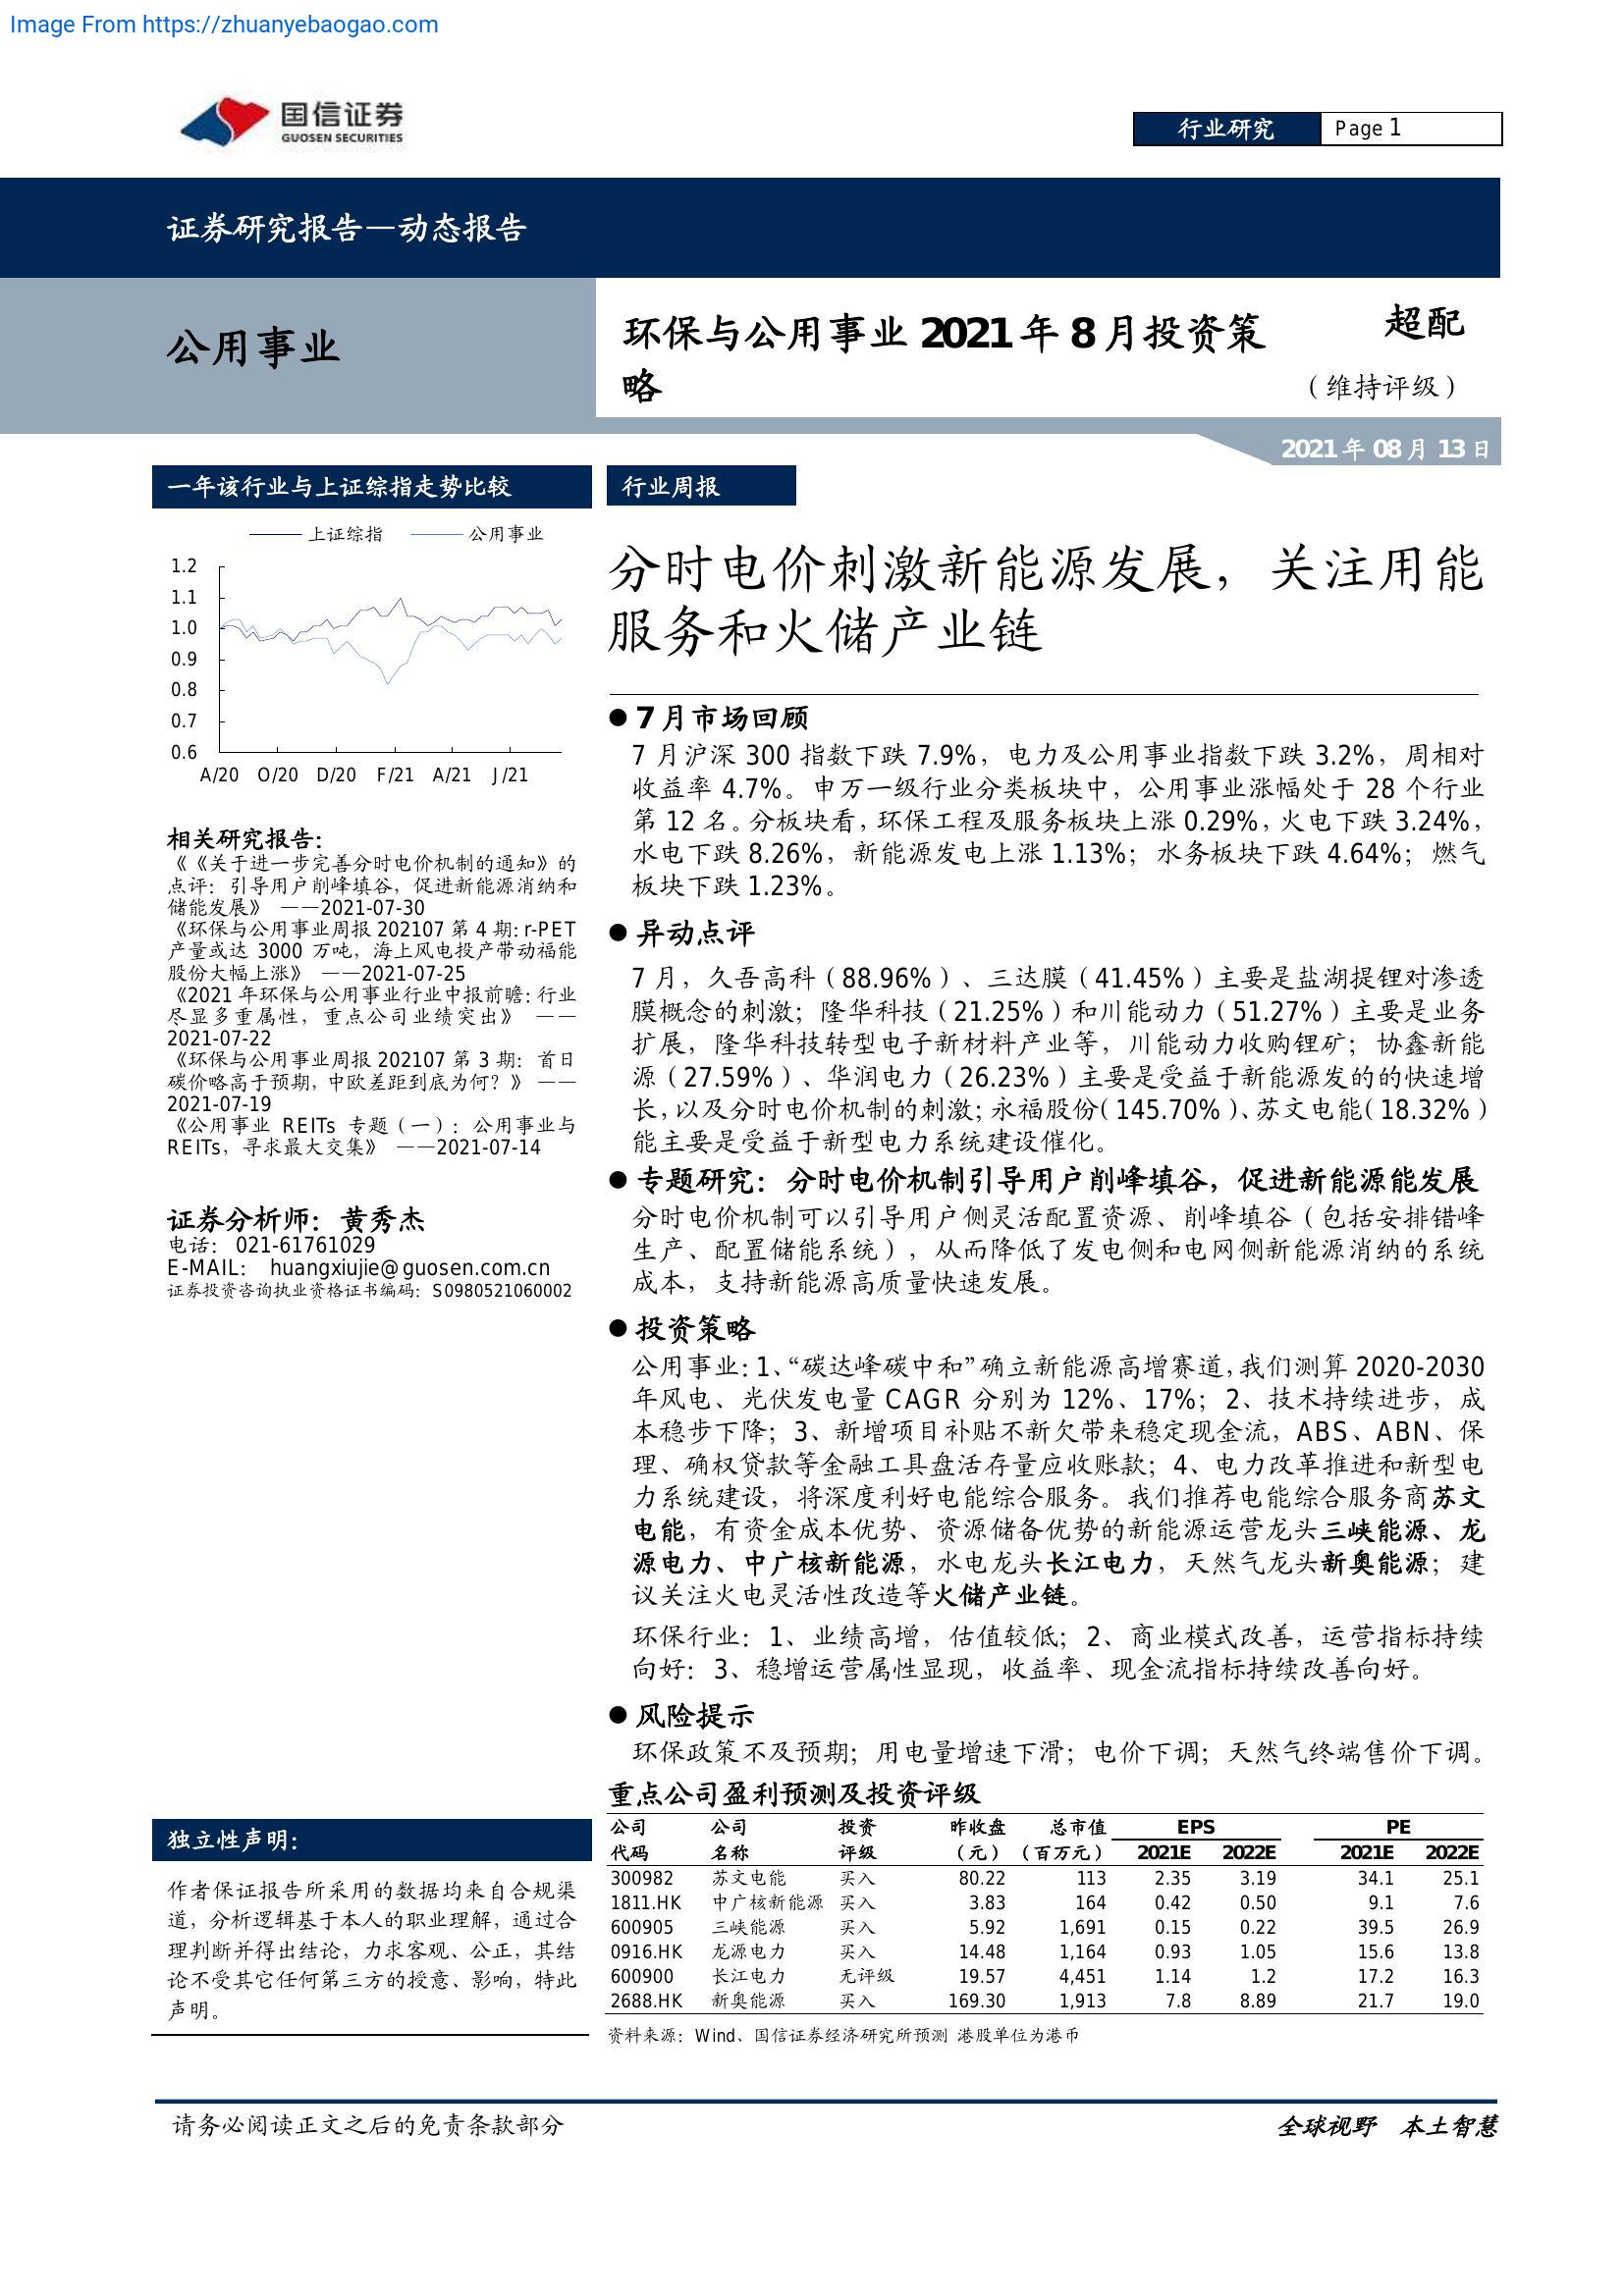 Image From https://zhuanyebaogao.com
国信证券
GUOSEN SECURITIES
行业研究 Page 1
证券研究报告—动态报告
公用事业
环保与公用事业 2021 年 8 月投资策
略
超配
（维持评级）
2021 年 08 月 13 日
一年该行业与上证综指走势比较
上证综指 公用事业
1.2
1.1
1.0
0.9
0.8
0.7
0.6
A/20 O/20 D/20 F/21 A/21 J/21
相关研究报告：
《《关于进一步完善分时电价机制的通知》的
点评：引导用户削峰填谷，促进新能源消纳和
储能发展》 ——2021-07-30
《环保与公用事业周报 202107 第 4 期：r-PET
产量或达 3000 万吨，海上风电投产带动福能
股份大幅上涨》 ——2021-07-25
《2021 年环保与公用事业行业中报前瞻：行业
尽显多重属性，重点公司业绩突出》 ——
2021-07-22
《环保与公用事业周报 202107 第 3 期：首日
碳价略高于预期，中欧差距到底为何？》 ——
2021-07-19
《公用事业 REITs 专题（一）：公用事业与
REITs，寻求最大交集》 ——2021-07-14
证券分析师：黄秀杰
电话： 021-61761029
E-MAIL： huangxiujie@guosen.com.cn
证券投资咨询执业资格证书编码：S0980521060002
独立性声明：
作者保证报告所采用的数据均来自合规渠
道，分析逻辑基于本人的职业理解，通过合
理判断并得出结论，力求客观、公正，其结
论不受其它任何第三方的授意、影响，特此
声明。
行业周报
分时电价刺激新能源发展，关注用能
服务和火储产业链
● 7 月市场回顾
7 月沪深 300 指数下跌 7.9%，电力及公用事业指数下跌 3.2%，周相对
收益率 4.7%。申万一级行业分类板块中，公用事业涨幅处于 28 个行业
第 12 名。分板块看，环保工程及服务板块上涨 0.29%，火电下跌 3.24%，
水电下跌 8.26%，新能源发电上涨 1.13%；水务板块下跌 4.64%；燃气
板块下跌 1.23%。
● 异动点评
7 月，久吾高科（88.96%）、三达膜（41.45%）主要是盐湖提锂对渗透
膜概念的刺激；隆华科技（21.25%）和川能动力（51.27%）主要是业务
扩展，隆华科技转型电子新材料产业等，川能动力收购锂矿；协鑫新能
源（27.59%）、华润电力（26.23%）主要是受益于新能源发的的快速增
长，以及分时电价机制的刺激；永福股份（145.70%）、苏文电能（18.32%）
能主要是受益于新型电力系统建设催化。
● 专题研究：分时电价机制引导用户削峰填谷，促进新能源能发展
分时电价机制可以引导用户侧灵活配置资源、削峰填谷（包括安排错峰
生产、配置储能系统），从而降低了发电侧和电网侧新能源消纳的系统
成本，支持新能源高质量快速发展。
● 投资策略
公用事业：1、“碳达峰碳中和”确立新能源高增赛道，我们测算 2020-2030
年风电、光伏发电量 CAGR 分别为 12%、17%；2、技术持续进步，成
本稳步下降；3、新增项目补贴不新欠带来稳定现金流，ABS、ABN、保
理、确权贷款等金融工具盘活存量应收账款；4、电力改革推进和新型电
力系统建设，将深度利好电能综合服务。我们推荐电能综合服务商苏文
电能，有资金成本优势、资源储备优势的新能源运营龙头三峡能源、龙
源电力、中广核新能源，水电龙头长江电力，天然气龙头新奥能源；建
议关注火电灵活性改造等火储产业链。
环保行业：1、业绩高增，估值较低；2、商业模式改善，运营指标持续
向好：3、稳增运营属性显现，收益率、现金流指标持续改善向好。
● 风险提示
环保政策不及预期；用电量增速下滑；电价下调；天然气终端售价下调。
重点公司盈利预测及投资评级
公司 公司 投资 昨收盘 总市值 EPS PE
代码 名称 评级 （元） （百万元） 2021E 2022E 2021E 2022E
300982 苏文电能 买入 80.22 113 2.35 3.19 34.1 25.1
1811.HK 中广核新能源 买入 3.83 164 0.42 0.50 9.1 7.6
600905 三峡能源 买入 5.92 1,691 0.15 0.22 39.5 26.9
0916.HK 龙源电力 买入 14.48 1,164 0.93 1.05 15.6 13.8
600900 长江电力 无评级 19.57 4,451 1.14 1.2 17.2 16.3
2688.HK 新奥能源 买入 169.30 1,913 7.8 8.89 21.7 19.0
资料来源：Wind、国信证券经济研究所预测 港股单位为港币
请务必阅读正文之后的免责条款部分
全球视野 本土智慧